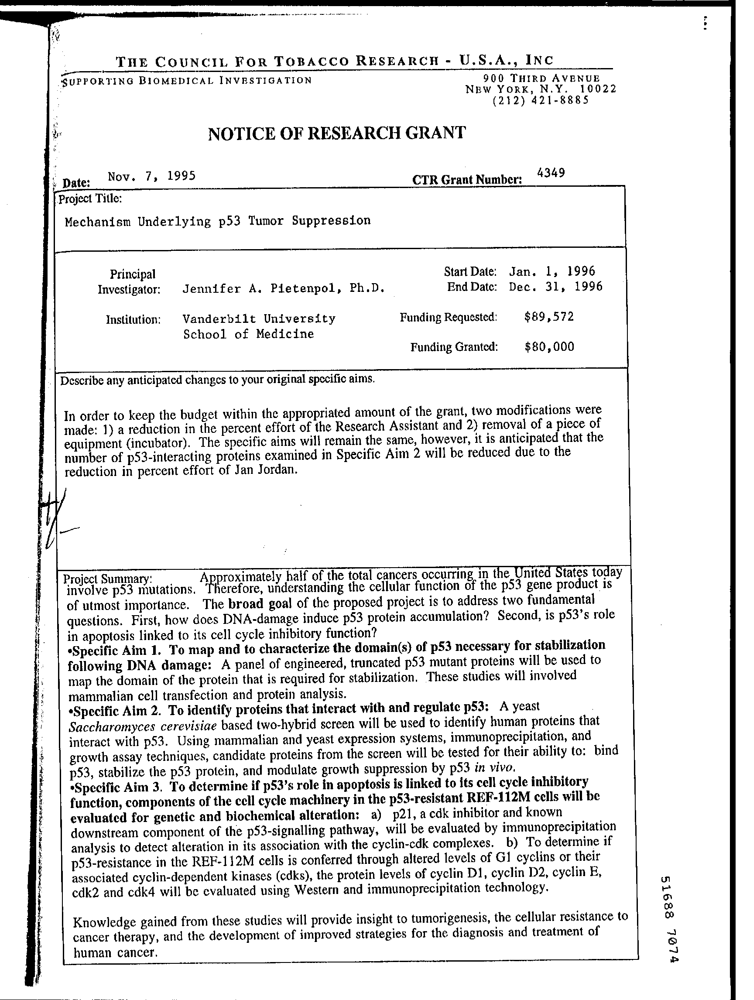 THE COUNCIL FOR TOBACCO RESEARCH - U.S.A., INC
SUPPORTING BIOMEDICAL INVESTIGATION
900 THIRD AVENUE
NEW YORK, N.Y. 10022
(212) 421-8885
NOTICE OF RESEARCH GRANT
Date: Nov. 7, 1995
CTR Grant Number: 4349
Project Title:
Mechanism Underlying p53 Tumor Suppression
Principal
Investigator: Jennifer A. Pietenpol, Ph.D.
Start Date: Jan. 1, 1996
End Date: Dec. 31, 1996
Institution: Vanderbilt University
School of Medicine
Funding Requested: $89,572
Funding Granted: $80,000
Describe any anticipated changes to your original specific aims.
In order to keep the budget within the appropriated amount of the grant, two modifications were
made: 1) a reduction in the percent effort of the Research Assistant and 2) removal of a piece of
equipment (incubator). The specific aims will remain the same, however, it is anticipated that the
number of p53-interacting proteins examined in Specific Aim 2 will be reduced due to the
reduction in percent effort of Jan Jordan.
Project Summary: Approximately half of the total cancers occurring in the United States today
involve p53 mutations. Therefore, understanding the cellular function of the p53 gene product is
of utmost importance. The broad goal of the proposed project is to address two fundamental
questions. First, how does DNA-damage induce p53 protein accumulation? Second, is p53's role
in apoptosis linked to its cell cycle inhibitory function?
•Specific Aim 1. To map and to characterize the domain(s) of p53 necessary for stabilization
following DNA damage: A panel of engineered, truncated p53 mutant proteins will be used to
map the domain of the protein that is required for stabilization. These studies will involved
mammalian cell transfection and protein analysis.
•Specific Aim 2. To identify proteins that interact with and regulate p53: A yeast
Saccharomyces cerevisiae based two-hybrid screen will be used to identify human proteins that
interact with p53. Using mammalian and yeast expression systems, immunoprecipitation, and
growth assay techniques, candidate proteins from the screen will be tested for their ability to: bind
p53, stabilize the p53 protein, and modulate growth suppression by p53 in vivo.
•Specific Aim 3. To determine if p53's role in apoptosis is linked to its cell cycle inhibitory
function, components of the cell cycle machinery in the p53-resistant REF-112M cells will be
evaluated for genetic and biochemical alteration: a) p21, a cdk inhibitor and known
downstream component of the p53-signalling pathway, will be evaluated by immunoprecipitation
analysis to detect alteration in its association with the cyclin-cdk complexes. b) To determine if
p53-resistance in the REF-112M cells is conferred through altered levels of G1 cyclins or their
associated cyclin-dependent kinases (cdks), the protein levels of cyclin D1, cyclin D2, cyclin E,
cdk2 and cdk4 will be evaluated using Western and immunoprecipitation technology.
Knowledge gained from these studies will provide insight to tumorigenesis, the cellular resistance to
cancer therapy, and the development of improved strategies for the diagnosis and treatment of
human cancer.
51688 7074